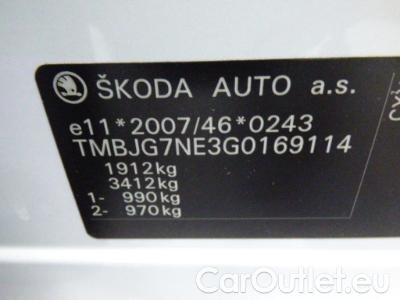 ŠKODA AUTO a.s.
e11*2007/46*0243
TMBJG7NE3G0169114
1912kg
3412kg
1- 990kg
2- 970kg
CarOutlet.eu